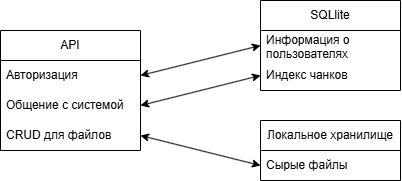 API
Авторизация
Общение с системой
CRUD для файлов
SQLlite
Информация о
пользователях
Индекс чанков
Локальное хранилище
Сырые файлы